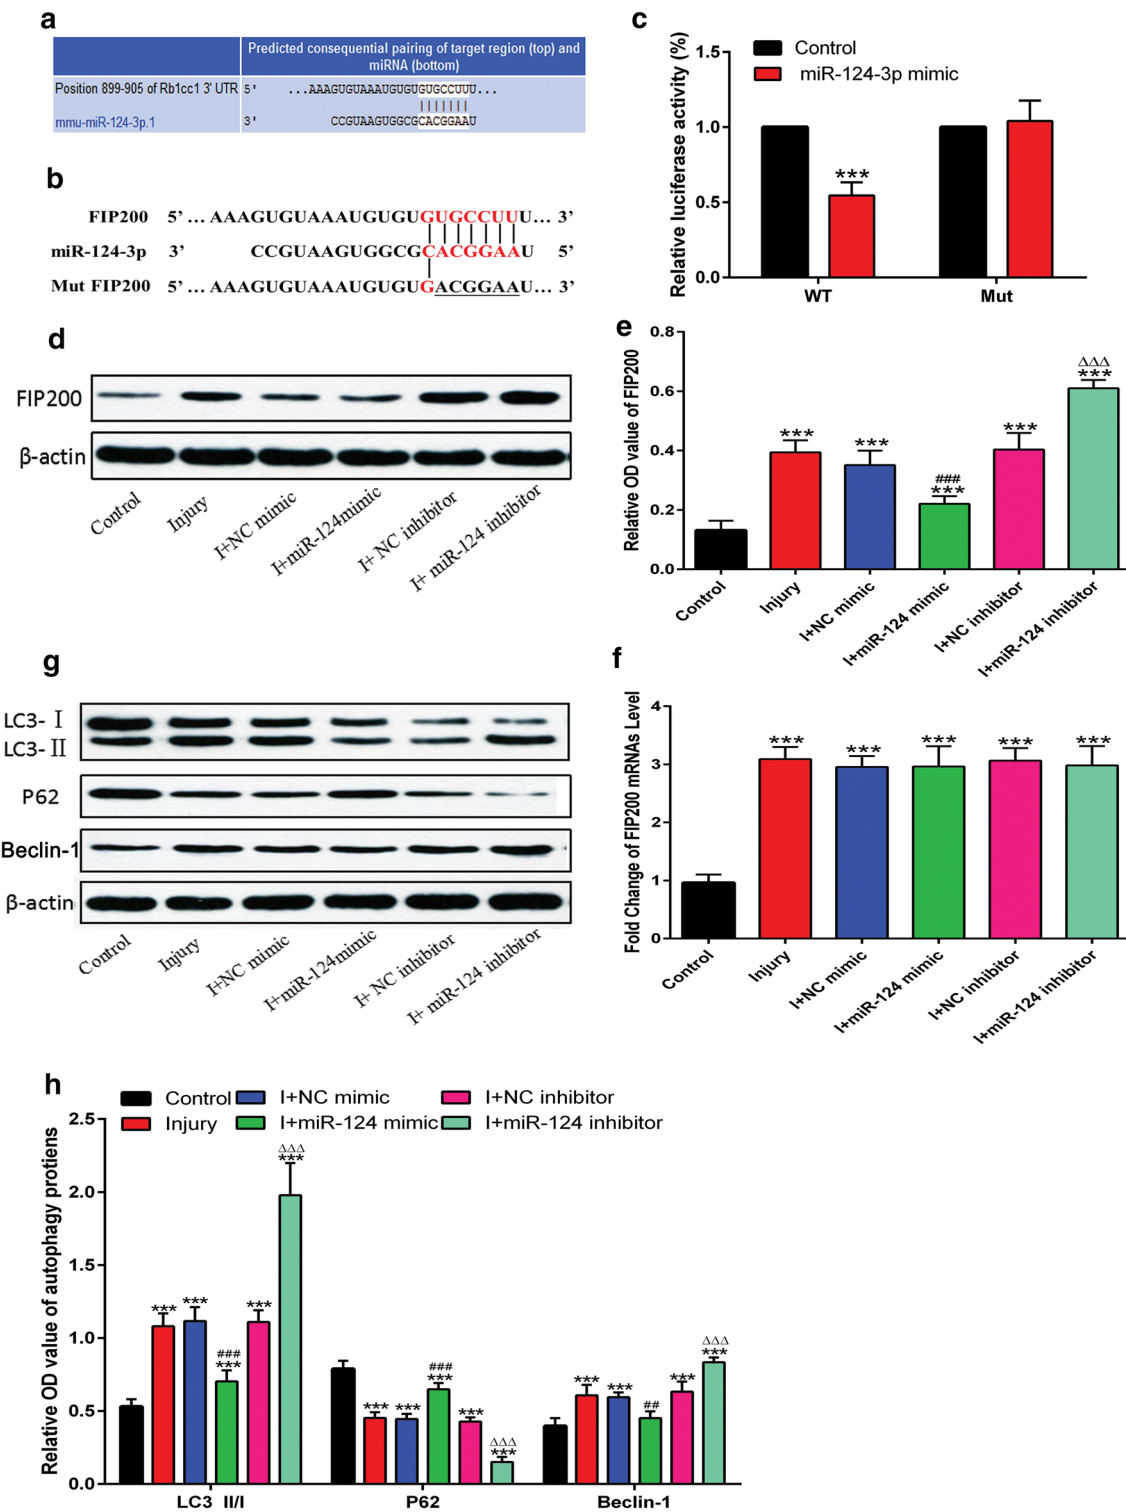 a
Predicted consequential pairing of target region (top) and
miRNA (bottom)
Position 899-905 of Rb1cc1 3' UTR 5' ...AAAGUGUAAAUGUGUGUGCCUUU...
mmu-miR-124-3p.1 3' CCGUAAGUGGCGCACGGAAU
b
FIP200 5’ ... AAAGUGUAAAUGUGUGUGCCUUU... 3’
miR-124-3p 3’ CCGUAAGUGGCGCACGGAAU 5’
Mut FIP200 5’ ... AAAGUGUAAAUGUGUGACGGAAU... 3’
c
Relative luciferase activity (%)
Control
miR-124-3p mimic
1.5
1.0
0.5
0.0
***
WT
Mut
d
FIP200
β-actin
Control
Injury
I+NC mimic
I+miR-124mimic
I+ NC inhibitor
I+ miR-124 inhibitor
e
Relative OD value of FIP200
0.8
0.6
0.4
0.2
0.0
***
***
###
***
***
ΔΔΔ
***
Control
Injury
I+NC mimic
I+miR-124 mimic
I+NC inhibitor
I+miR-124 inhibitor
g
LC3- Ⅰ
LC3- Ⅱ
P62
Beclin-1
β-actin
Control
Injury
I+NC mimic
I+miR-124mimic
I+ NC inhibitor
I+ miR-124 inhibitor
f
Fold Change of FIP200 mRNAs Level
4
3
2
1
0
***
***
***
***
***
Control
Injury
I+NC mimic
I+miR-124 mimic
I+NC inhibitor
I+miR-124 inhibitor
h
Control I+NC mimic I+NC inhibitor
Injury I+miR-124 mimic I+miR-124 inhibitor
Relative OD value of autophagy protiens
2.5
2.0
1.5
1.0
0.5
0.0
***
***
###
***
***
ΔΔΔ
***
***
***
###
***
***
ΔΔΔ
***
***
***
##
***
ΔΔΔ
***
LC3 II/I
P62
Beclin-1